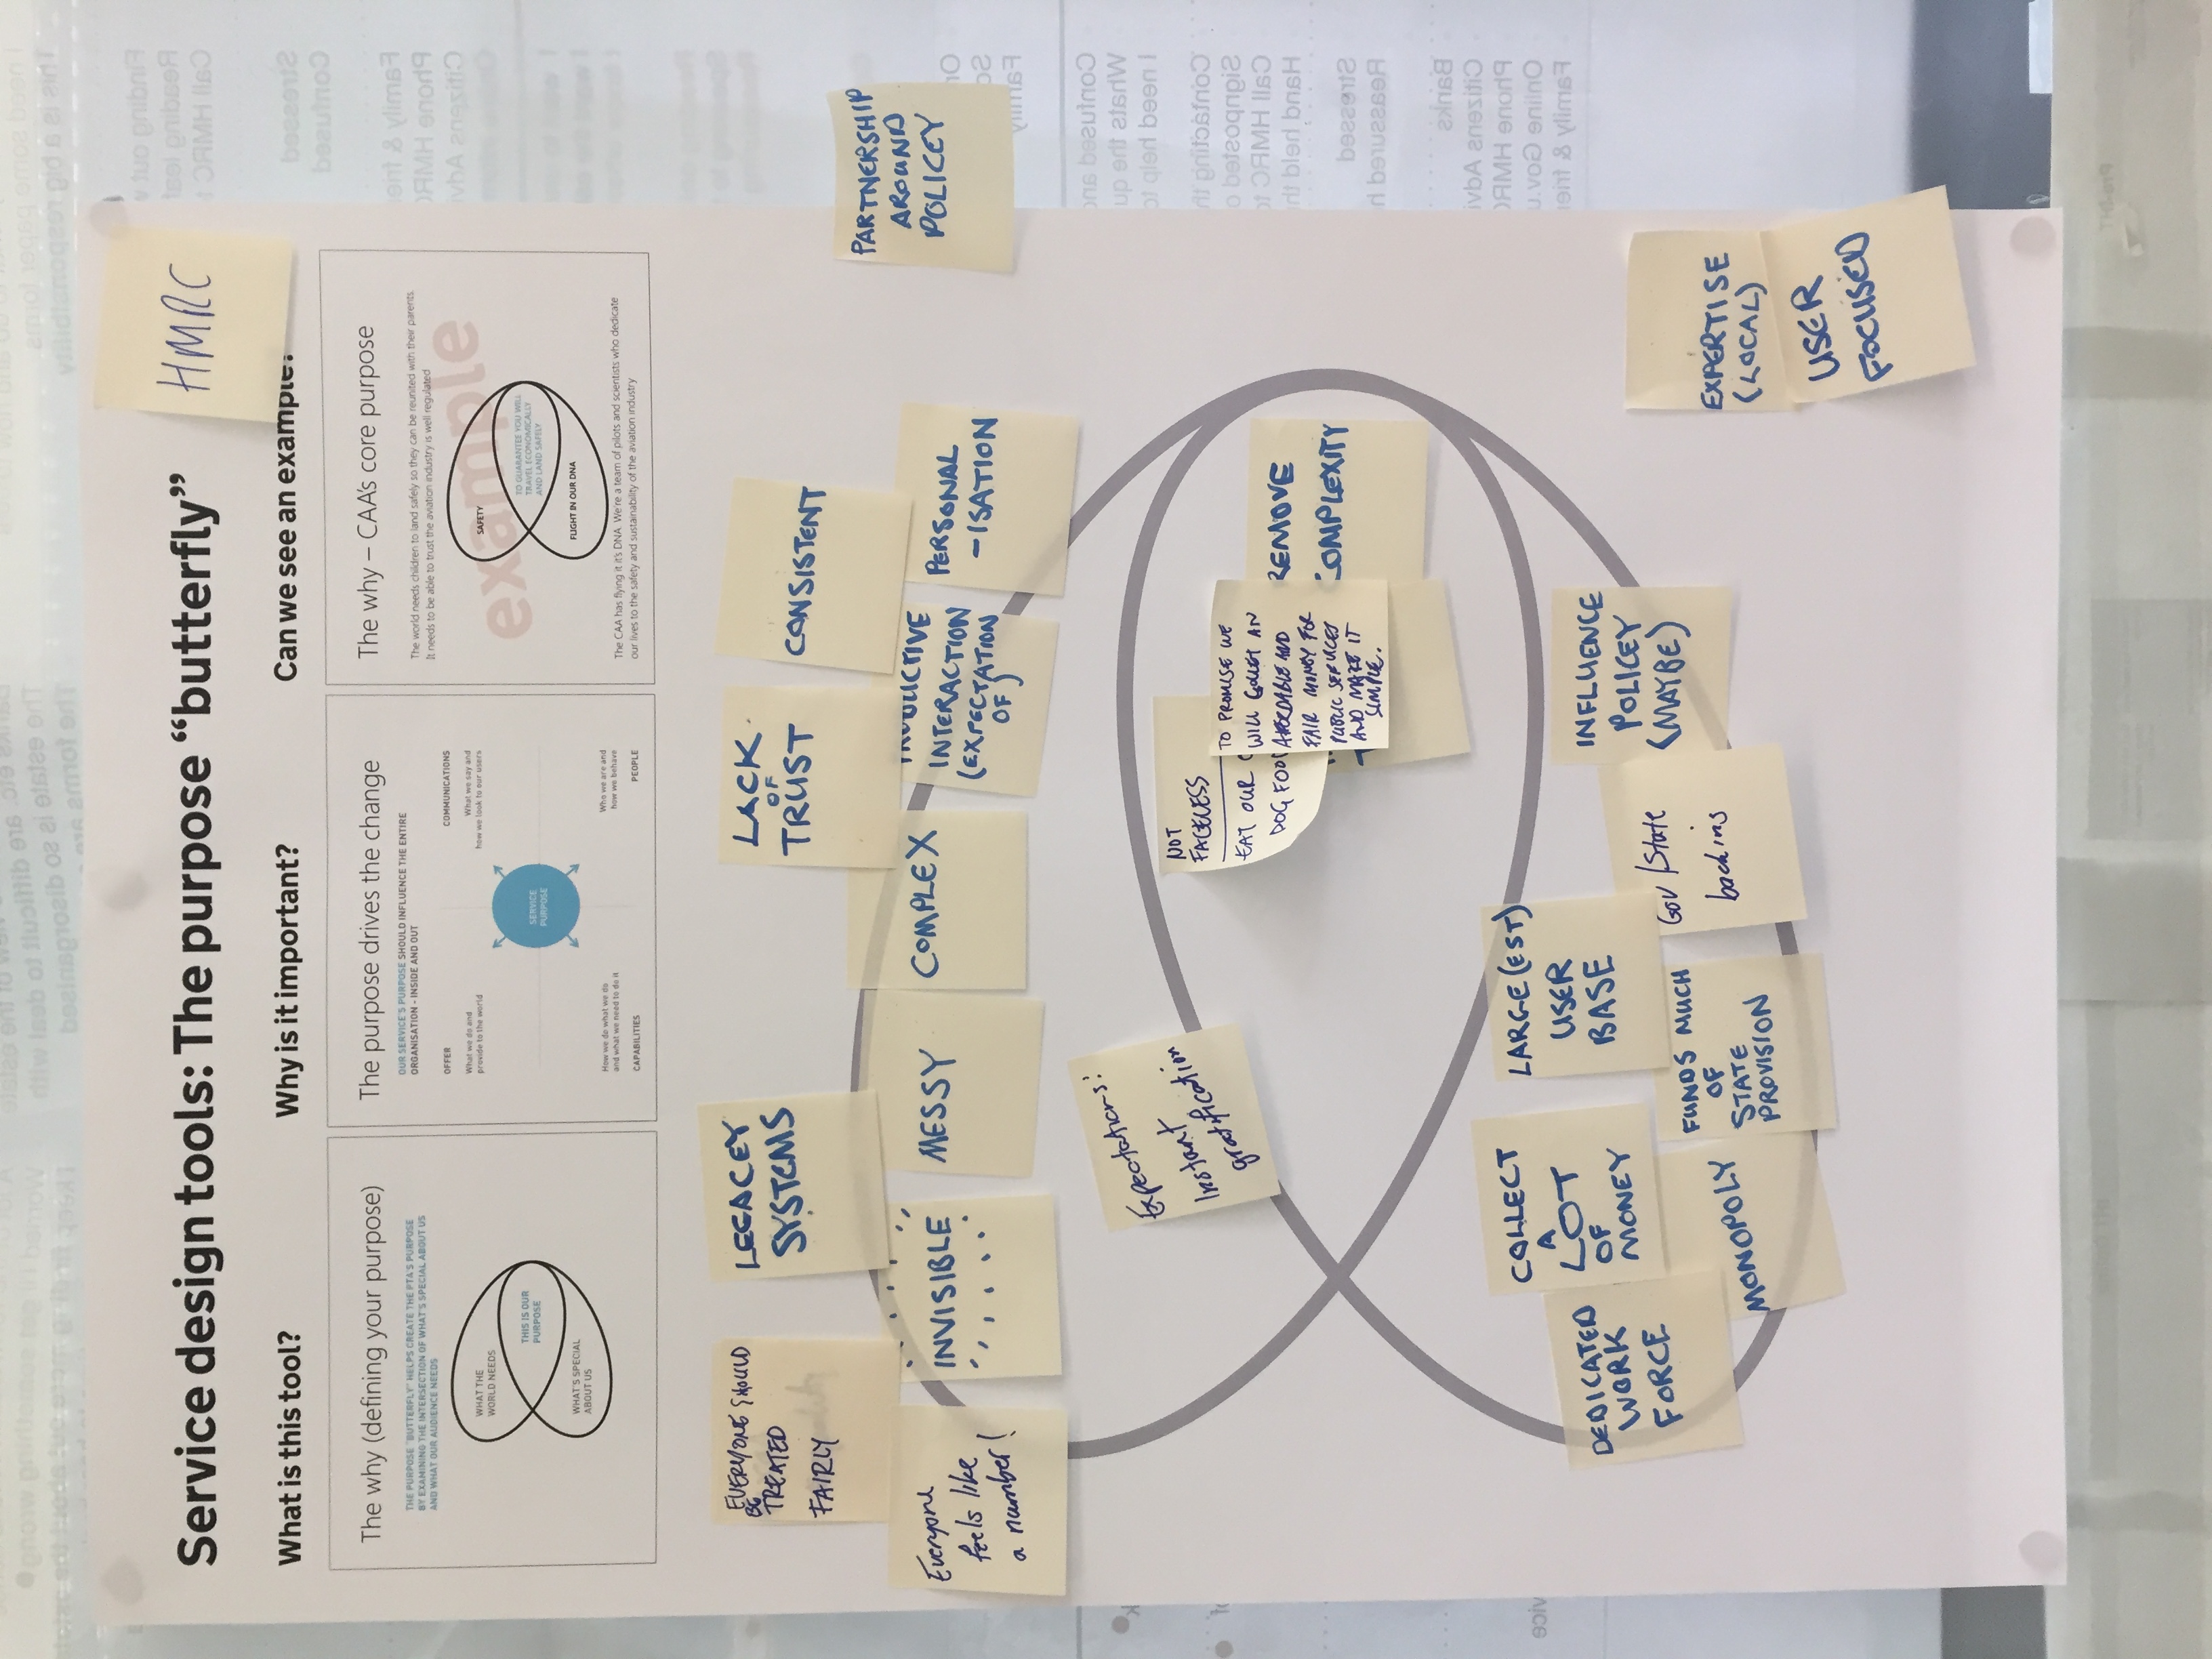 Service design tools: The purpose “butterfly”
HMRC
What is this tool?
The why (defining your purpose)
THE PURPOSE "BUTTERFLY" HELPS CREATE THE PTA'S PURPOSE
BY EXAMINING THE INTERSECTION OF WHAT'S SPECIAL ABOUT US
AND WHAT OUR AUDIENCE NEEDS
WHAT THE
WORLD NEEDS
THIS IS OUR
PURPOSE
WHAT'S SPECIAL
ABOUT US
Why is it important?
The purpose drives the change
OUR SERVICE'S PURPOSE SHOULD INFLUENCE THE ENTIRE
ORGANISATION - INSIDE AND OUT
OFFER
What we do and
provide to the world
COMMUNICATIONS
What we say and
how we look to our users
SERVICE
PURPOSE
How we do what we do
and what we need to do it
CAPABILITIES
Who we are and
how we behave
PEOPLE
Can we see an example?
The why – CAA's core purpose
The world needs children to land safely so they can be reunited with their parents.
It needs to be able to trust the aviation industry is well regulated
example
SAFETY
TO GUARANTEE YOU WILL
TRAVEL ECONOMICALLY
AND LAND SAFELY
FLIGHT IN OUR DNA
The CAA has flying it it's DNA. We're a team of pilots and scientists who dedicate
our lives to the safety and sustainability of the aviation industry
EVERYONE SHOULD
BE
TREATED
FAIRLY
LEGACEY
SYSTEMS
LACK
OF
TRUST
CONSISTENT
PARTNERSHIP
AROUND
POLICEY
Everyone
feels like
a number!
INVISIBLE
MESSY
COMPLEX
PRODUCTIVE
INTERACTION
(EXPECTATION
OF)
PERSONAL
-ISATION
Expectations:
Instant
gratification
NOT
FACELESS
EAT OUR
DOG FOOD
TO PROMISE WE
WILL COLLECT AN
AFFORDABLE AND
FAIR MONEY FOR
PUBLIC SERVICES
AND MAKE IT
SIMPLE.
REMOVE
COMPLEXITY
DEDICATED
WORK
FORCE
COLLECT
A
LOT
OF
MONEY
LARGE(EST)
USER
BASE
INFLUENCE
POLICEY
(MAYBE)
MONOPOLY
FUNDS MUCH
OF
STATE
PROVISION
Gov/State
backing
EXPERTISE
(LOCAL)
USER
FOCUSED